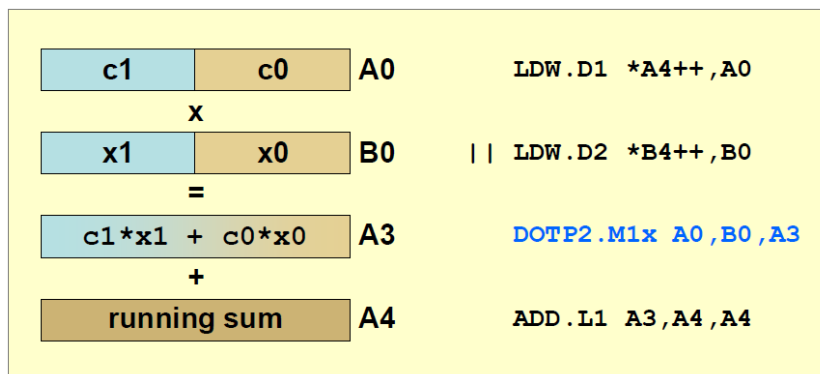 c1 c0 A0 LDW.D1 *A4++,A0
x
x1 x0 B0 || LDW.D2 *B4++,B0
=
c1*x1 + c0*x0 A3 DOTP2.M1x A0,B0,A3
+
running sum A4 ADD.L1 A3,A4,A4